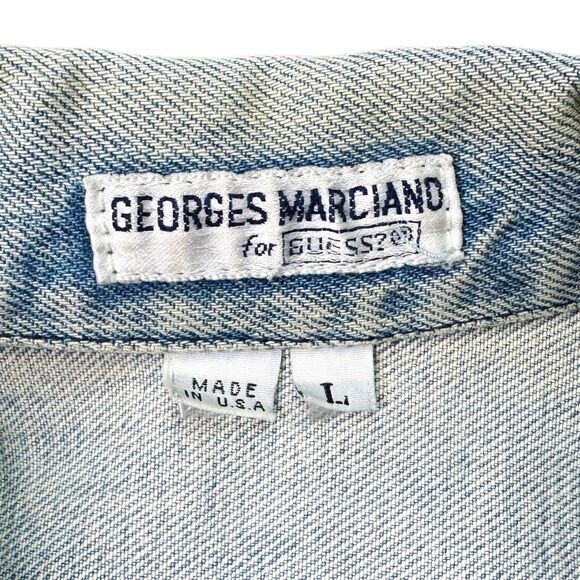 GEORGES MARCIANO
for GUESS?
MADE
IN U.S.A
L